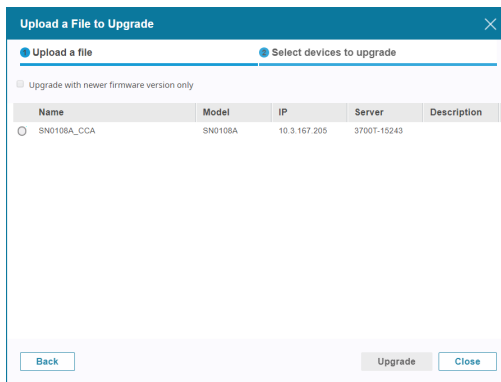 Upload a File to Upgrade
1 Upload a file 2 Select devices to upgrade
Upgrade with newer firmware version only
Name Model IP Server Description
SN0108A_CCA SN0108A 10.3.167.205 3700T-15243
Back Upgrade Close